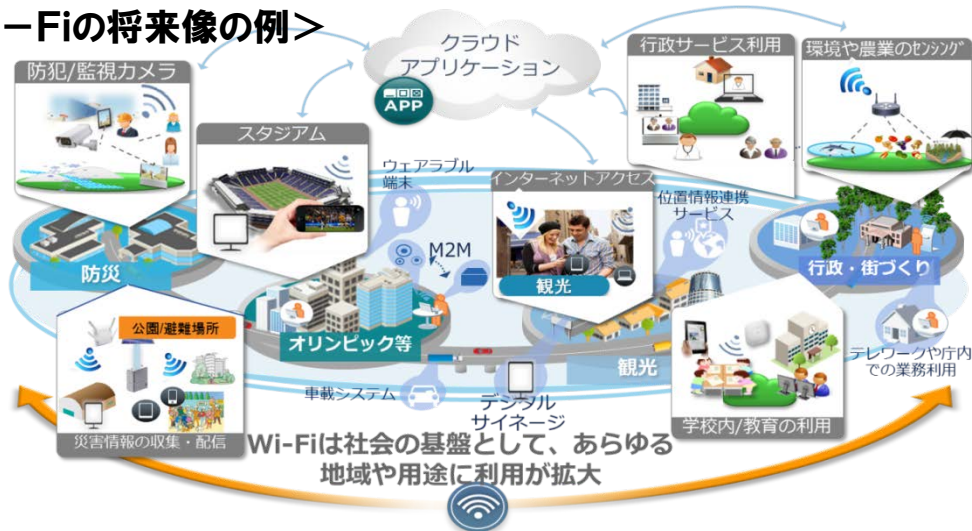 －Fiの将来像の例＞
クラウド
アプリケーション
APP
防犯/監視カメラ
スタジアム
ウェアラブル
端末
インターネットアクセス
行政サービス利用
環境や農業のｾﾝｼﾝｸﾞ
位置情報連携
サービス
M2M
防災
観光
行政・街づくり
公園/避難場所
オリンピック等
観光
車載システム
デジタル
サイネージ
テレワークや庁内
での業務利用
災害情報の収集・配信
学校内/教育の利用
Wi-Fiは社会の基盤として、あらゆる
地域や用途に利用が拡大